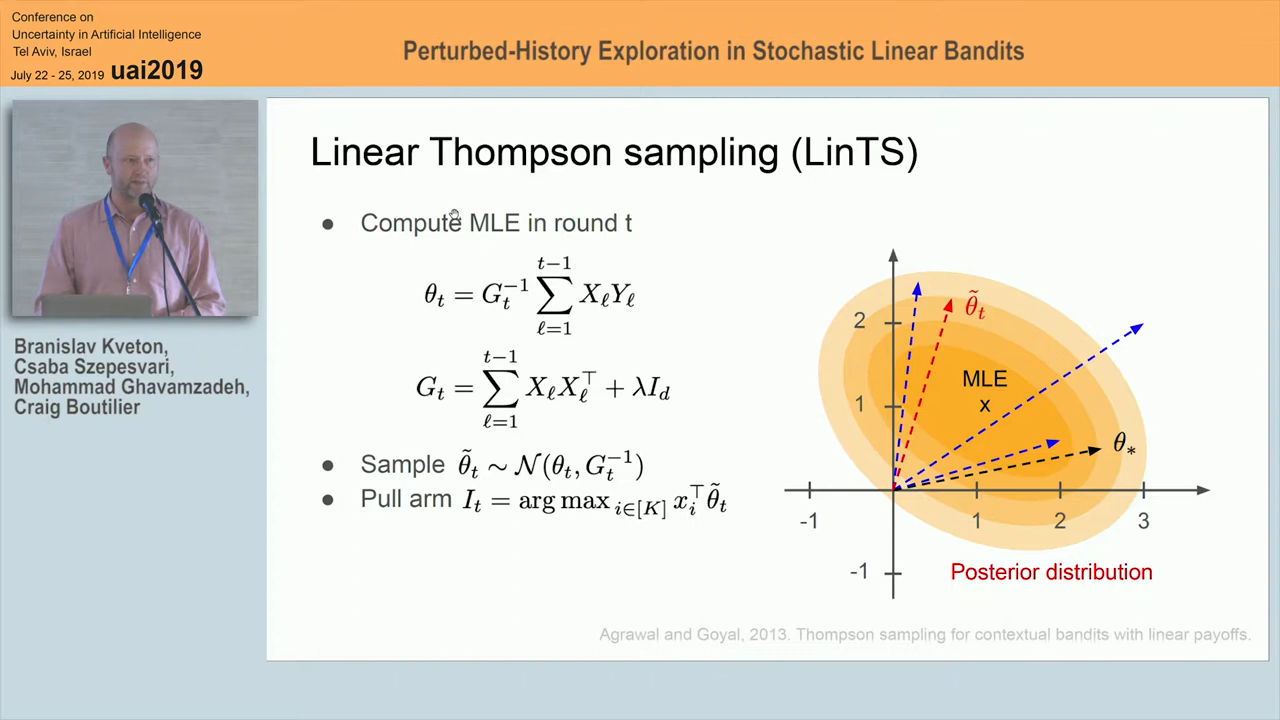 Conference on
Uncertainty in Artificial Intelligence
Tel Aviv, Israel
July 22 - 25, 2019 uai2019
Perturbed-History Exploration in Stochastic Linear Bandits
Branislav Kveton,
Csaba Szepesvari,
Mohammad Ghavamzadeh,
Craig Boutilier
Linear Thompson sampling (LinTS)
● Compute MLE in round t
θ_t = G_t^{-1} ∑_{ℓ=1}^{t-1} X_ℓ Y_ℓ
G_t = ∑_{ℓ=1}^{t-1} X_ℓ X_ℓ^⊤ + λI_d
● Sample θ̃_t ∼ 𝒩(θ_t, G_t^{-1})
● Pull arm I_t = arg max_{i∈[K]} x_i^⊤ θ̃_t
2
θ̃_t
MLE
x
1
θ_*
-1
1
2
3
-1
Posterior distribution
Agrawal and Goyal, 2013. Thompson sampling for contextual bandits with linear payoffs.